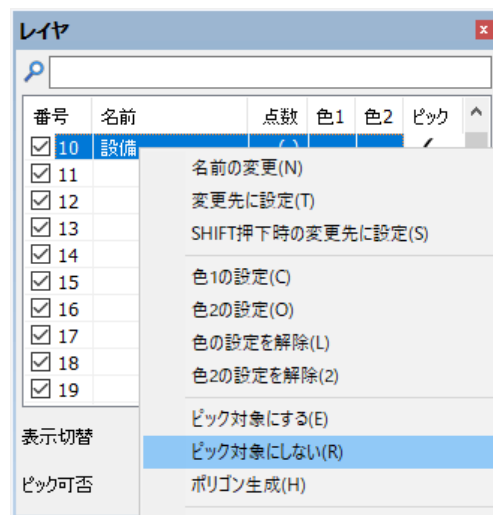 レイヤ
番号 名前 点数 色1 色2 ピック
10 設備
11
12
13
14
15
16
17
18
19
名前の変更(N)
変更先に設定(T)
SHIFT押下時の変更先に設定(S)
色1の設定(C)
色2の設定(O)
色の設定を解除(L)
色2の設定を解除(2)
ピック対象にする(E)
ピック対象にしない(R)
ポリゴン生成(H)
表示切替
ピック可否